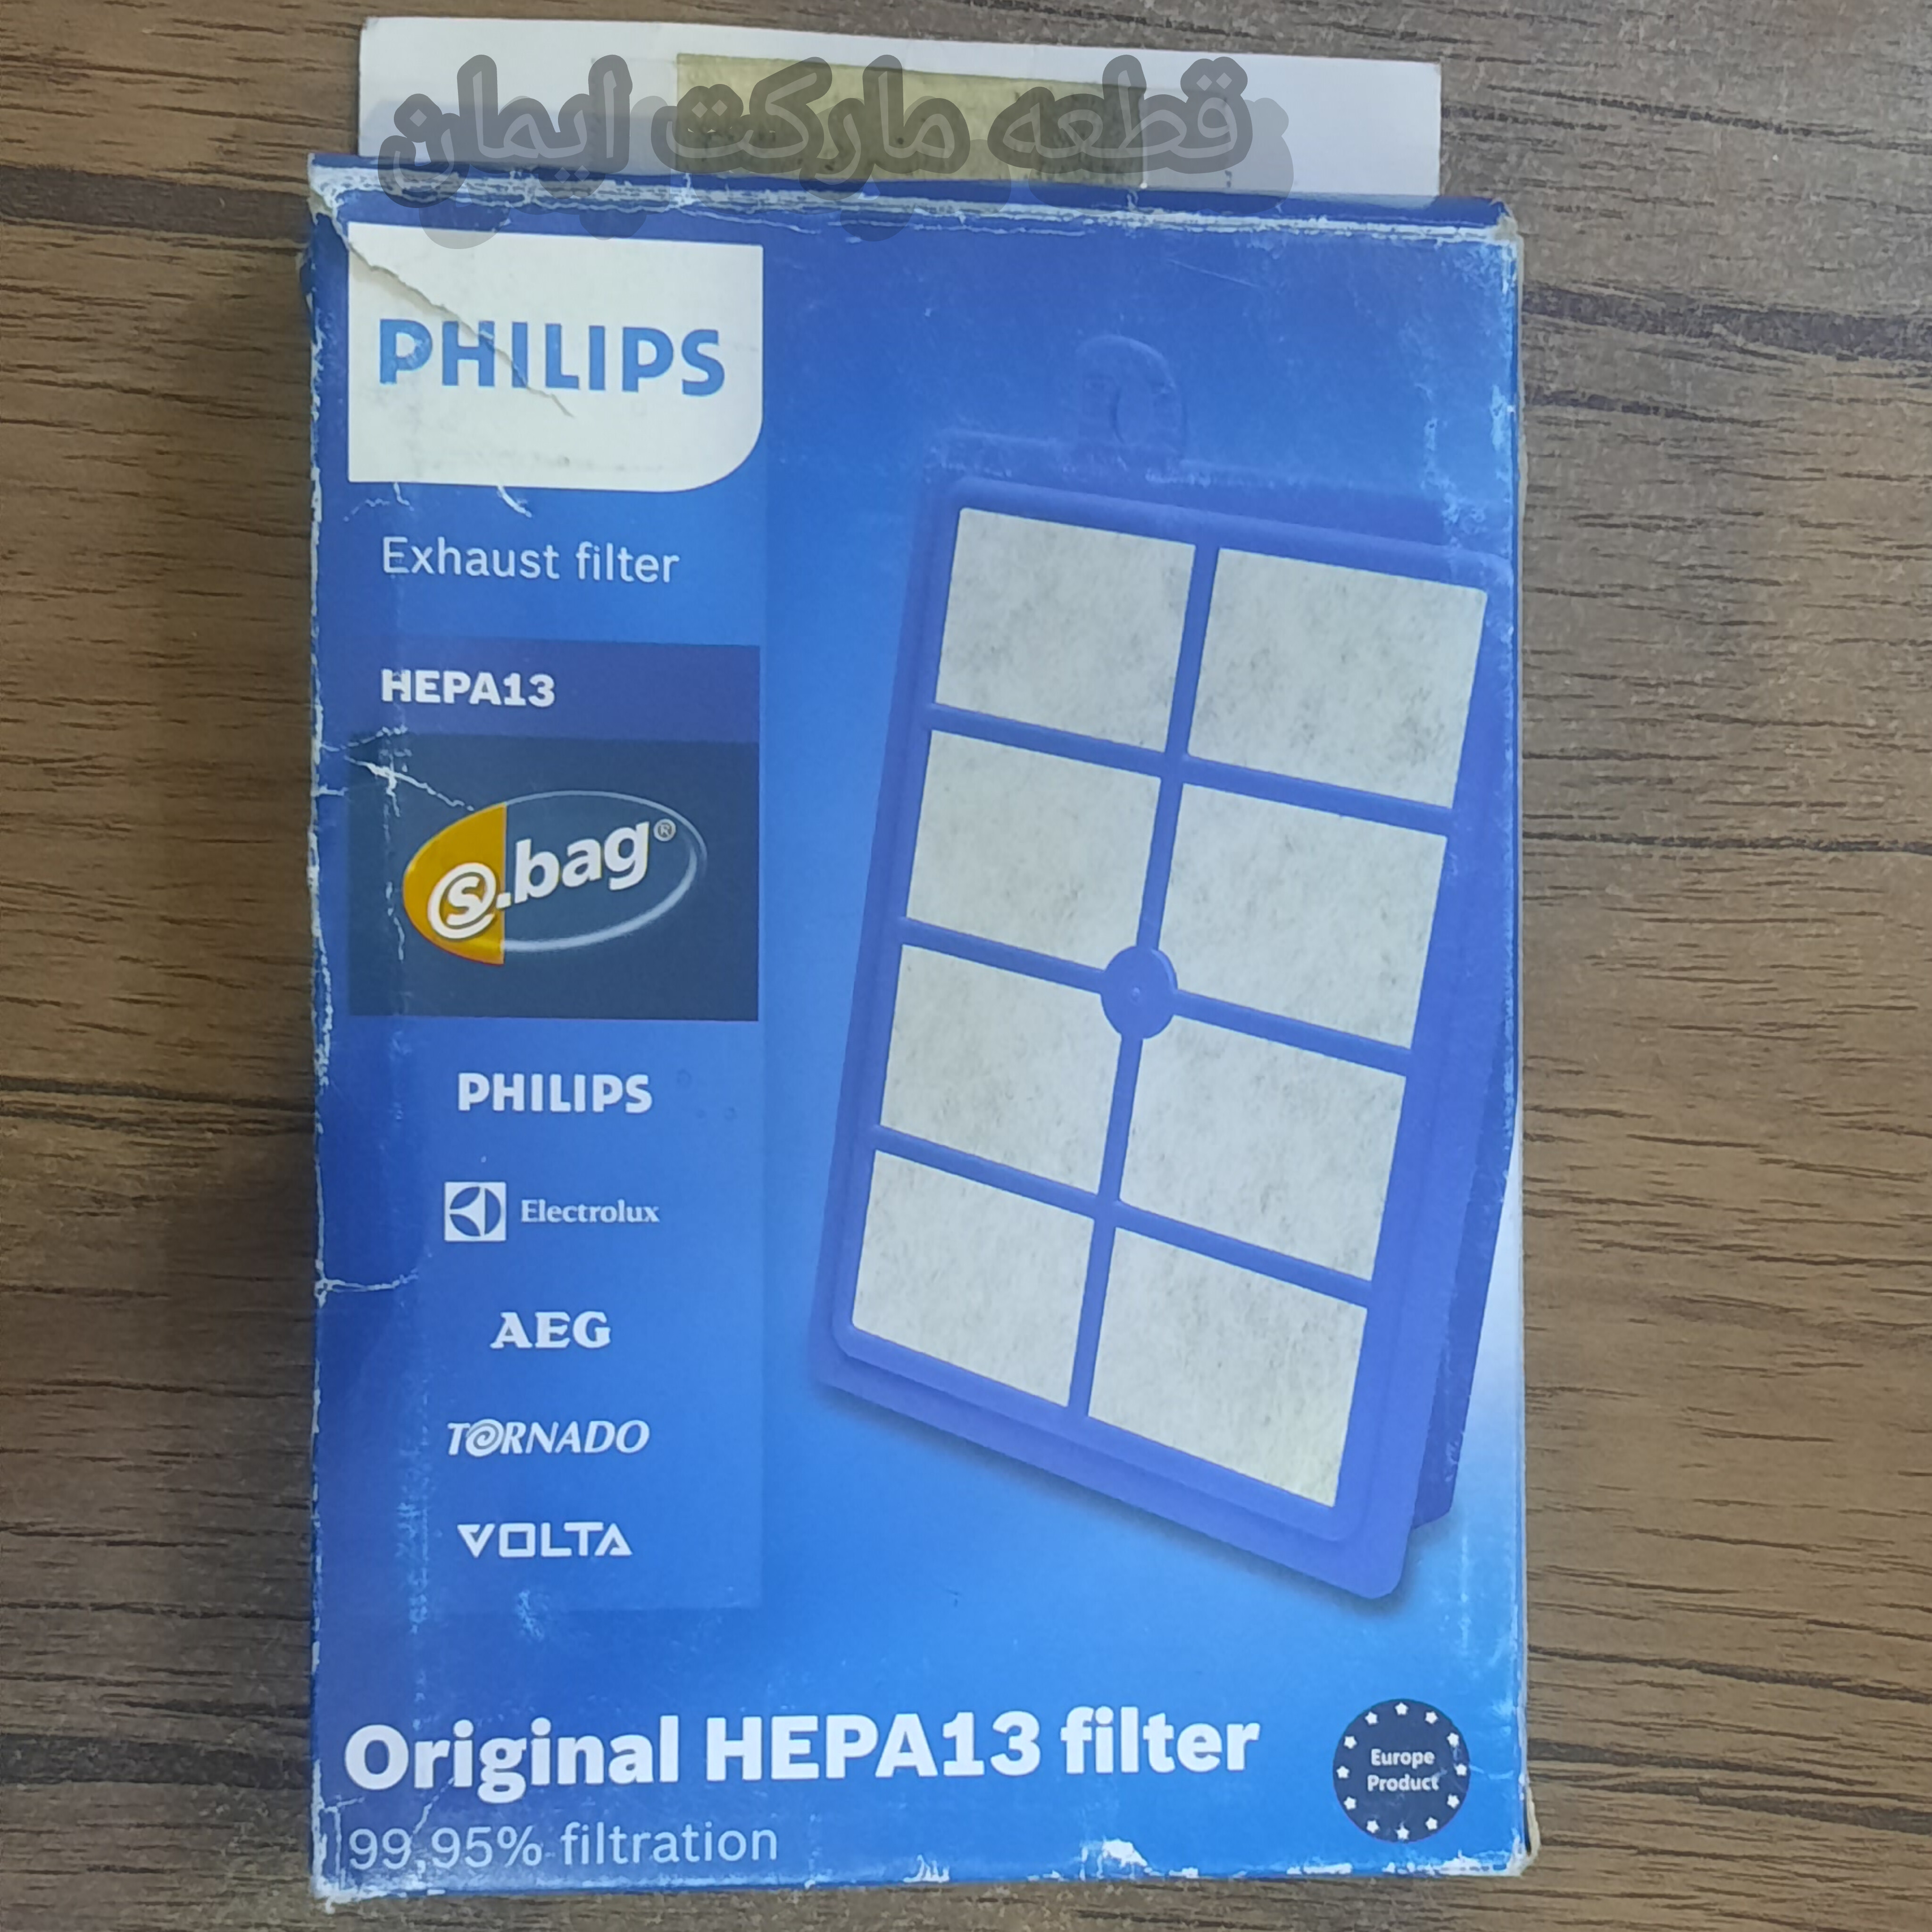 قطعه مارکت ایمان
PHILIPS
Exhaust filter
HEPA13
s.bag®
PHILIPS
Electrolux
AEG
TORNADO
VOLTA
Original HEPA13 filter
99,95% filtration
Europe
Product